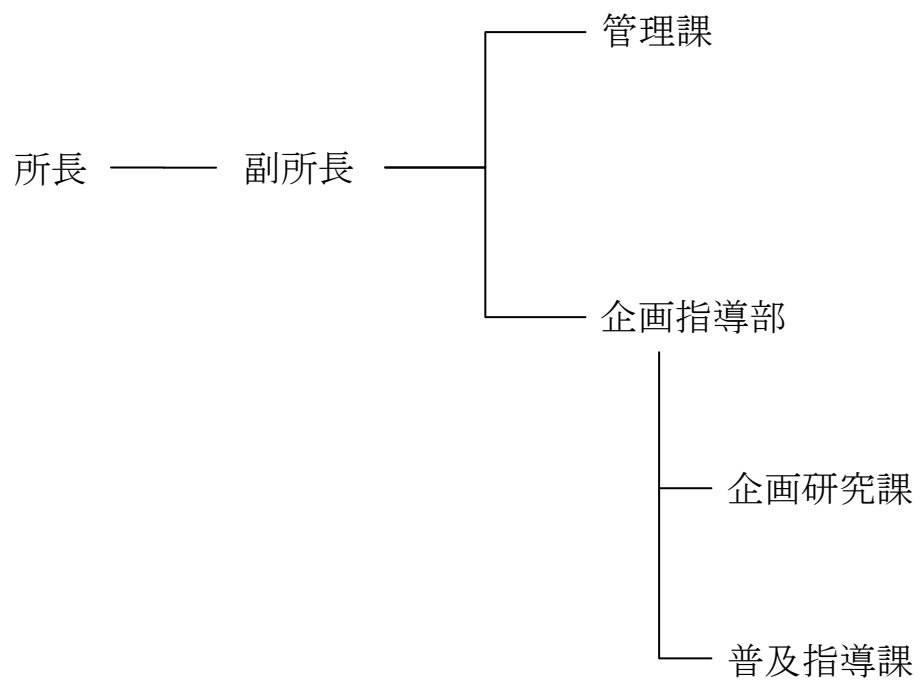 管理課
所長
副所長
企画指導部
企画研究課
普及指導課